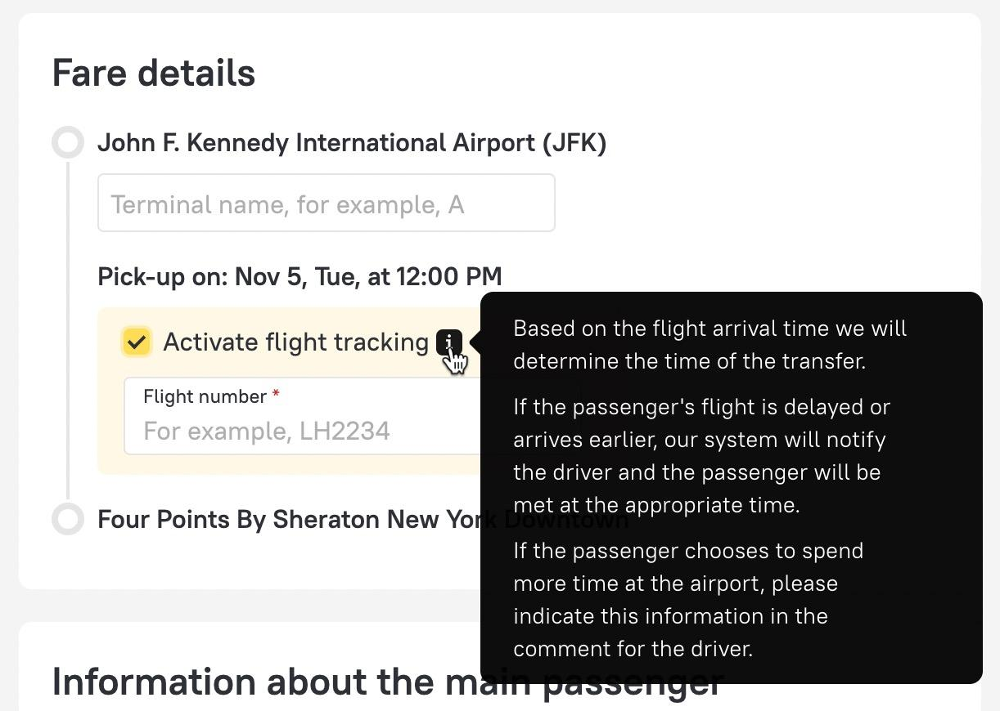 Fare details
John F. Kennedy International Airport (JFK)
Terminal name, for example, A
Pick-up on: Nov 5, Tue, at 12:00 PM
Activate flight tracking i
Flight number *
For example, LH2234
Four Points By Sheraton New York Downtown
Based on the flight arrival time we will
determine the time of the transfer.
If the passenger's flight is delayed or
arrives earlier, our system will notify
the driver and the passenger will be
met at the appropriate time.
If the passenger chooses to spend
more time at the airport, please
indicate this information in the
comment for the driver.
Information about the main passenger